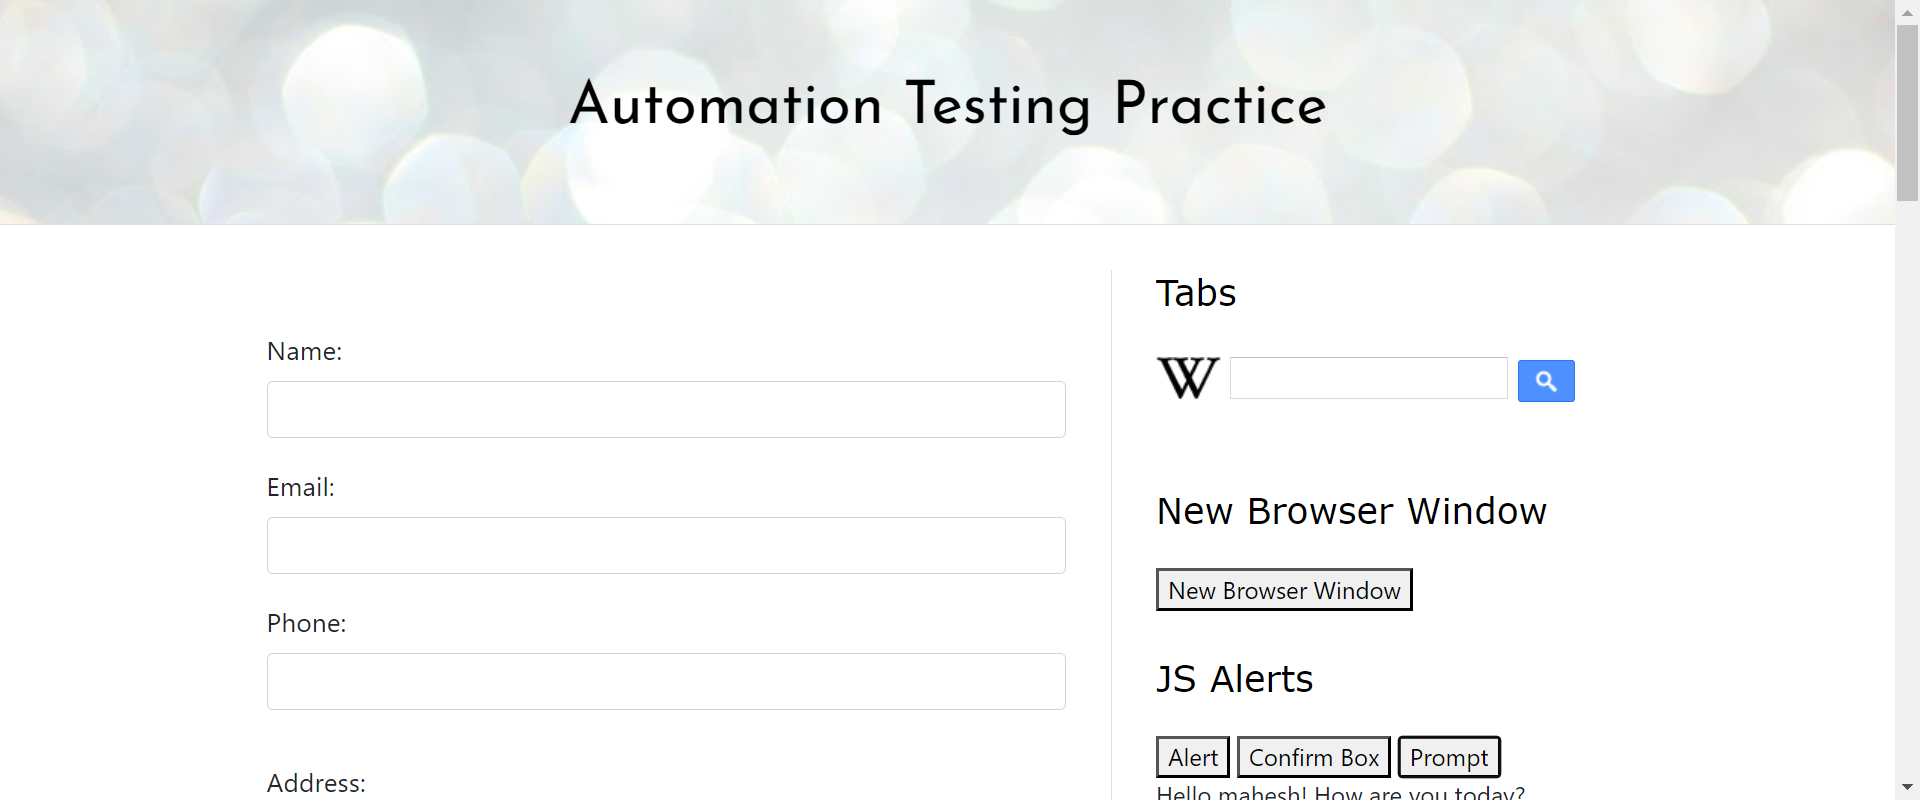 Automation Testing Practice
Name:
Email:
Phone:
Address:
Tabs
W
New Browser Window
New Browser Window
JS Alerts
Alert Confirm Box Prompt
Hello mahesh! How are you today?